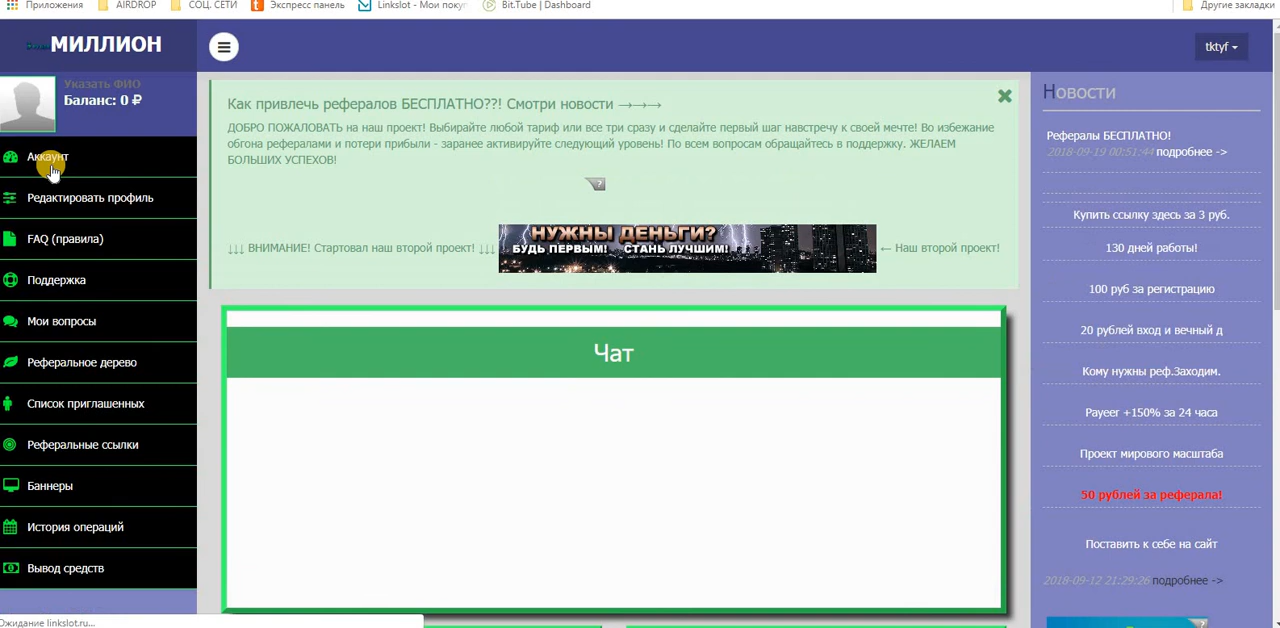 Приложения
AIRDROP
СОЦ. СЕТИ
Экспресс панель
Linkslot - Мои поку
Bit.Tube | Dashboard
Другие закладки
МИЛЛИОН
tktyf
Указать ФИО
Баланс: 0 ₽
Аккаунт
Редактировать профиль
FAQ (правила)
Поддержка
Мои вопросы
Реферальное дерево
Список приглашенных
Реферальные ссылки
Баннеры
История операций
Вывод средств
Ожидание linkslot.ru...
Как привлечь рефералов БЕСПЛАТНО??! Смотри новости →→→
ДОБРО ПОЖАЛОВАТЬ на наш проект! Выбирайте любой тариф или все три сразу и сделайте первый шаг навстречу к своей мечте! Во избежание
обгона рефералами и потери прибыли - заранее активируйте следующий уровень! По всем вопросам обращайтесь в поддержку. ЖЕЛАЕМ
БОЛЬШИХ УСПЕХОВ!
?
↓↓↓ ВНИМАНИЕ! Стартовал наш второй проект! ↓↓↓
НУЖНЫ ДЕНЬГИ?
БУДЬ ПЕРВЫМ! СТАНЬ ЛУЧШИМ!
← Наш второй проект!
Чат
Новости
Рефералы БЕСПЛАТНО!
2018-09-19 00:51:44 подробнее ->
Купить ссылку здесь за 3 руб.
130 дней работы!
100 руб за регистрацию
20 рублей вход и вечный д
Кому нужны реф.Заходим.
Payeer +150% за 24 часа
Проект мирового масштаба
50 рублей за реферала!
Поставить к себе на сайт
2018-09-12 21:29:26 подробнее ->
?